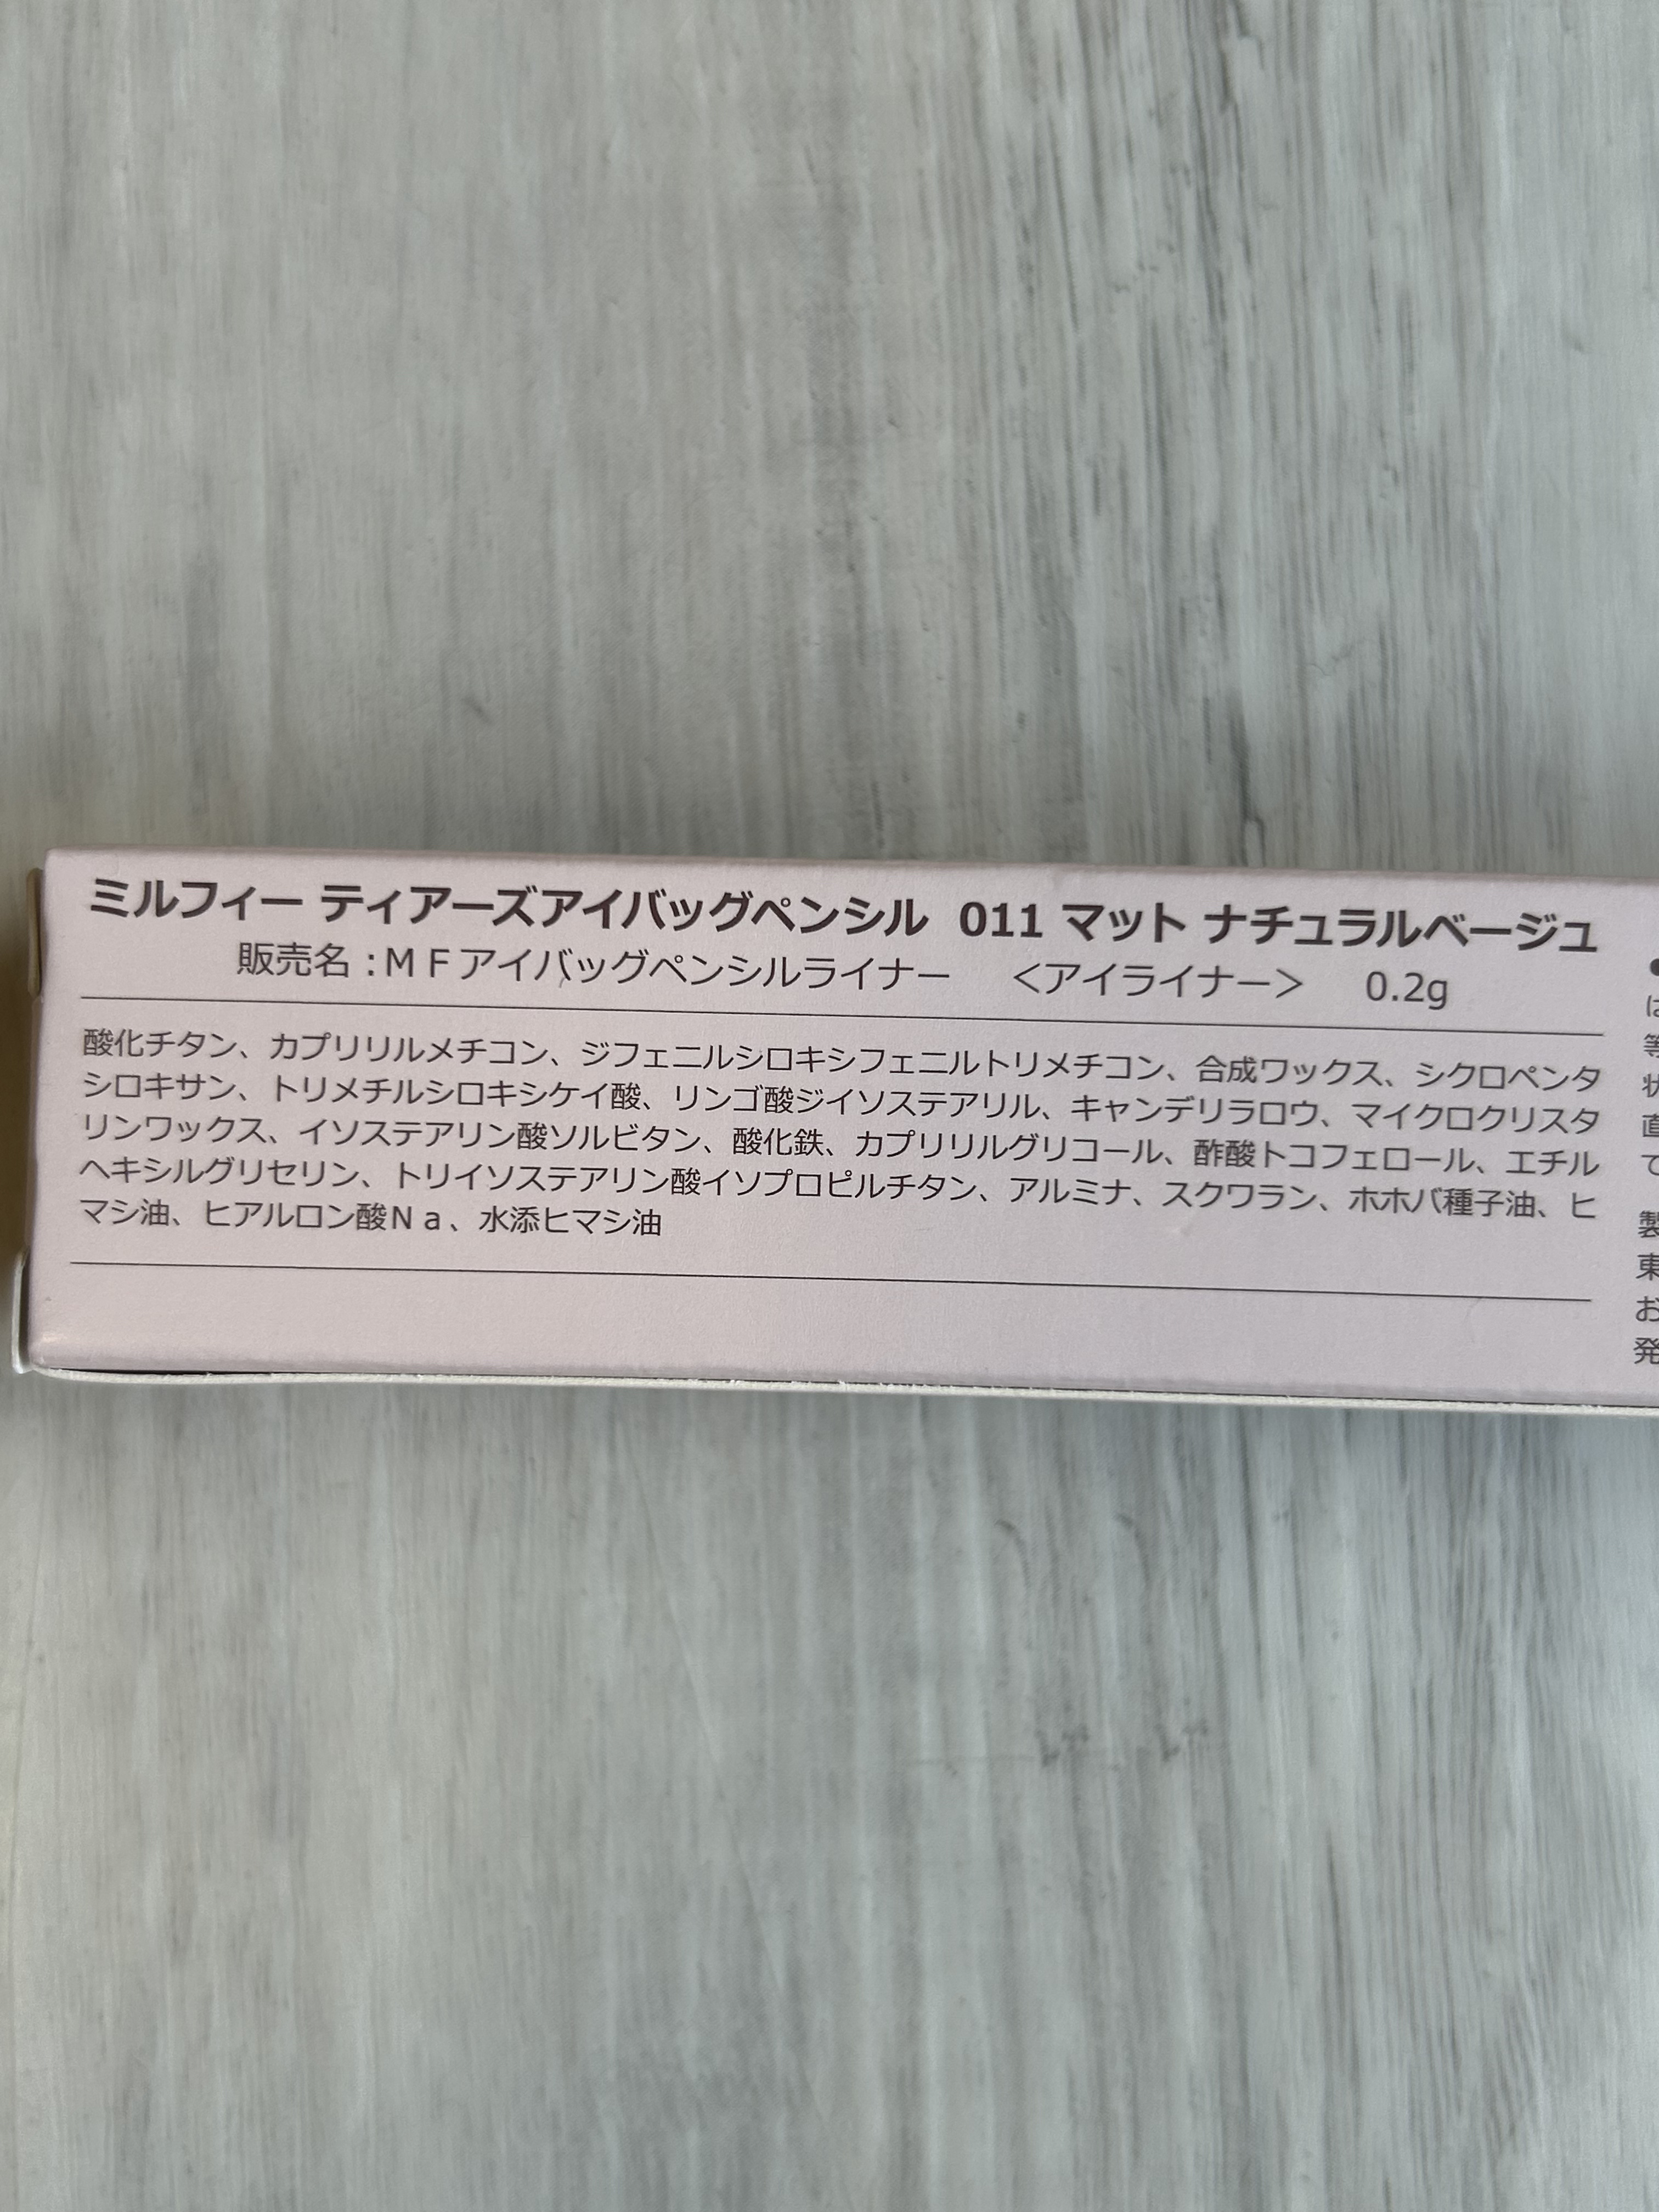 ミルフィー ティアーズアイバッグペンシル 011 マット ナチュラルベージュ
販売名：ＭＦアイバッグペンシルライナー ＜アイライナー＞ 0.2g
酸化チタン、カプリリルメチコン、ジフェニルシロキシフェニルトリメチコン、合成ワックス、シクロペンタ
シロキサン、トリメチルシロキシケイ酸、リンゴ酸ジイソステアリル、キャンデリラロウ、マイクロクリスタ
リンワックス、イソステアリン酸ソルビタン、酸化鉄、カプリリルグリコール、酢酸トコフェロール、エチル
ヘキシルグリセリン、トリイソステアリン酸イソプロピルチタン、アルミナ、スクワラン、ホホバ種子油、ヒ
マシ油、ヒアルロン酸Ｎａ、水添ヒマシ油
●
は
等
状
直
て
製
東
お
発